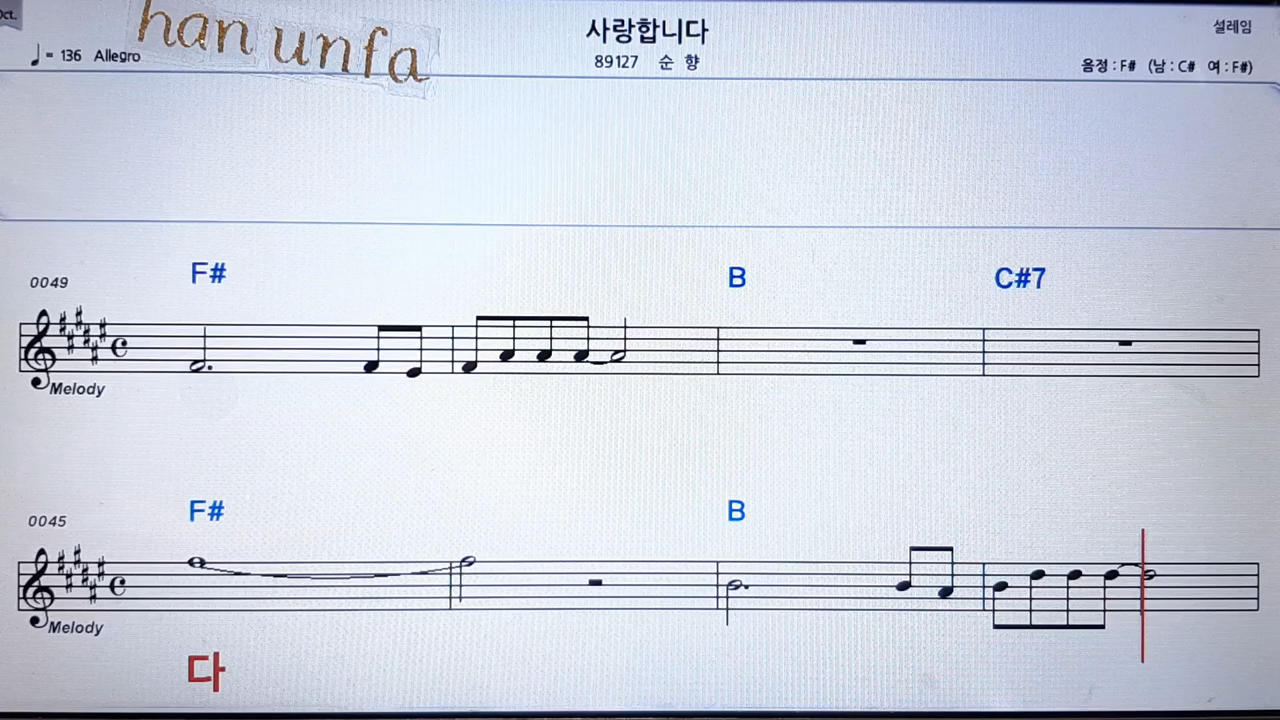 Oct.
han unfa
사랑합니다
설레임
♩= 136 Allegro
89127 순 향
음정 : F# (남 : C# 여 : F#)
0049
F# B C#7
Melody
0045
F# B
Melody
다